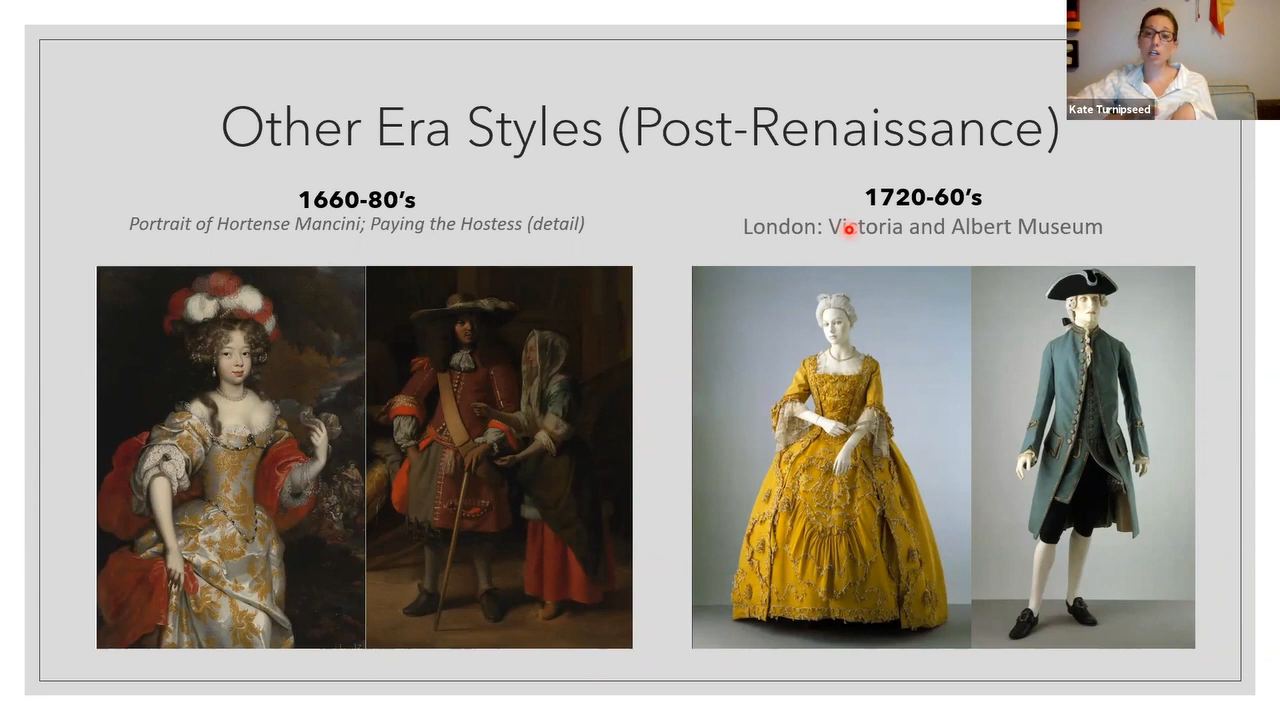 Kate Turnipseed
Other Era Styles (Post-Renaissance)
1660-80’s
Portrait of Hortense Mancini; Paying the Hostess (detail)
1720-60’s
London: Victoria and Albert Museum